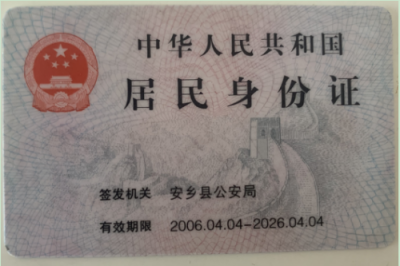 中华人民共和国
居民身份证
签发机关 安乡县公安局
有效期限 2006.04.04-2026.04.04